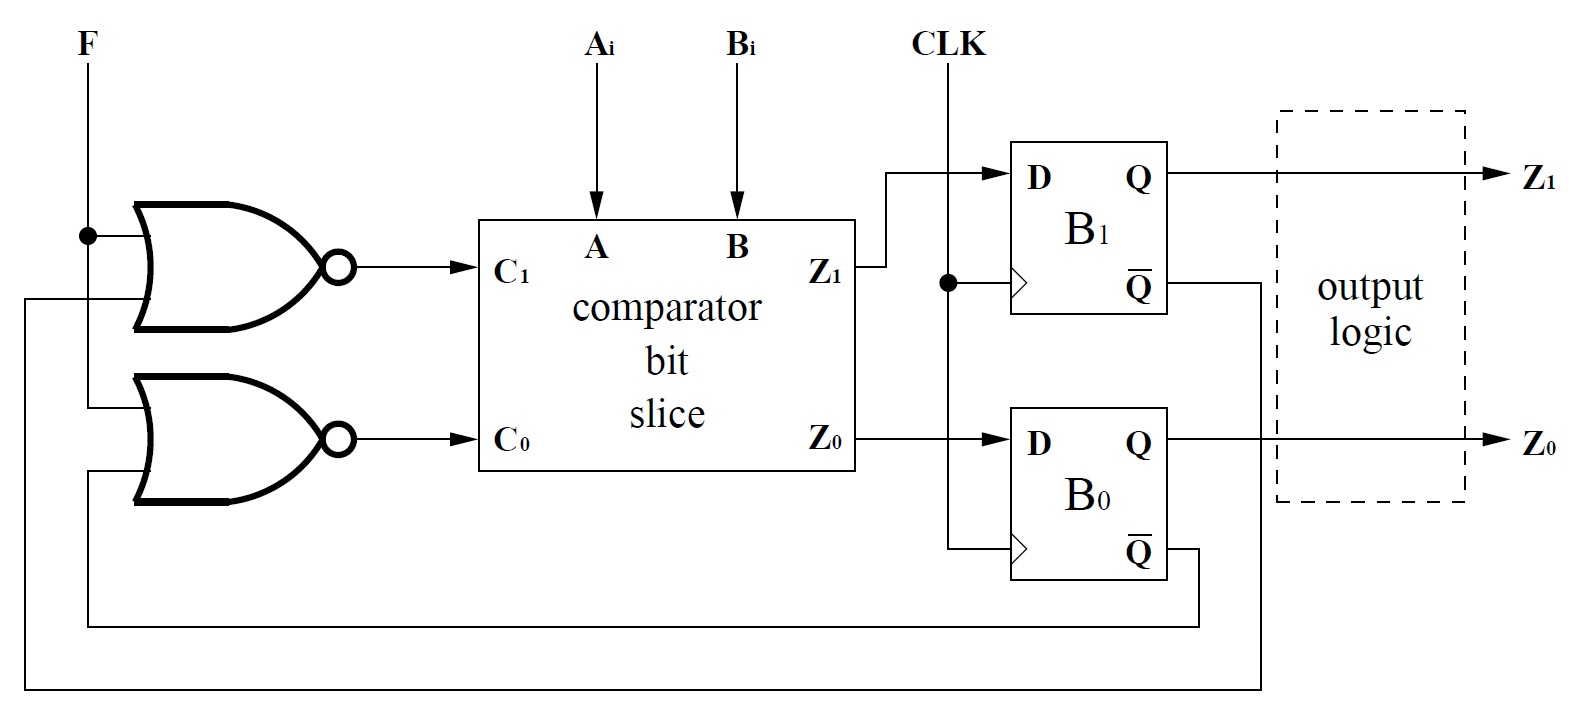 F
Ai
Bi
CLK
A
B
C1
Z1
comparator
bit
slice
C0
Z0
D
Q
B1
Q̅
D
Q
B0
Q̅
output
logic
Z1
Z0